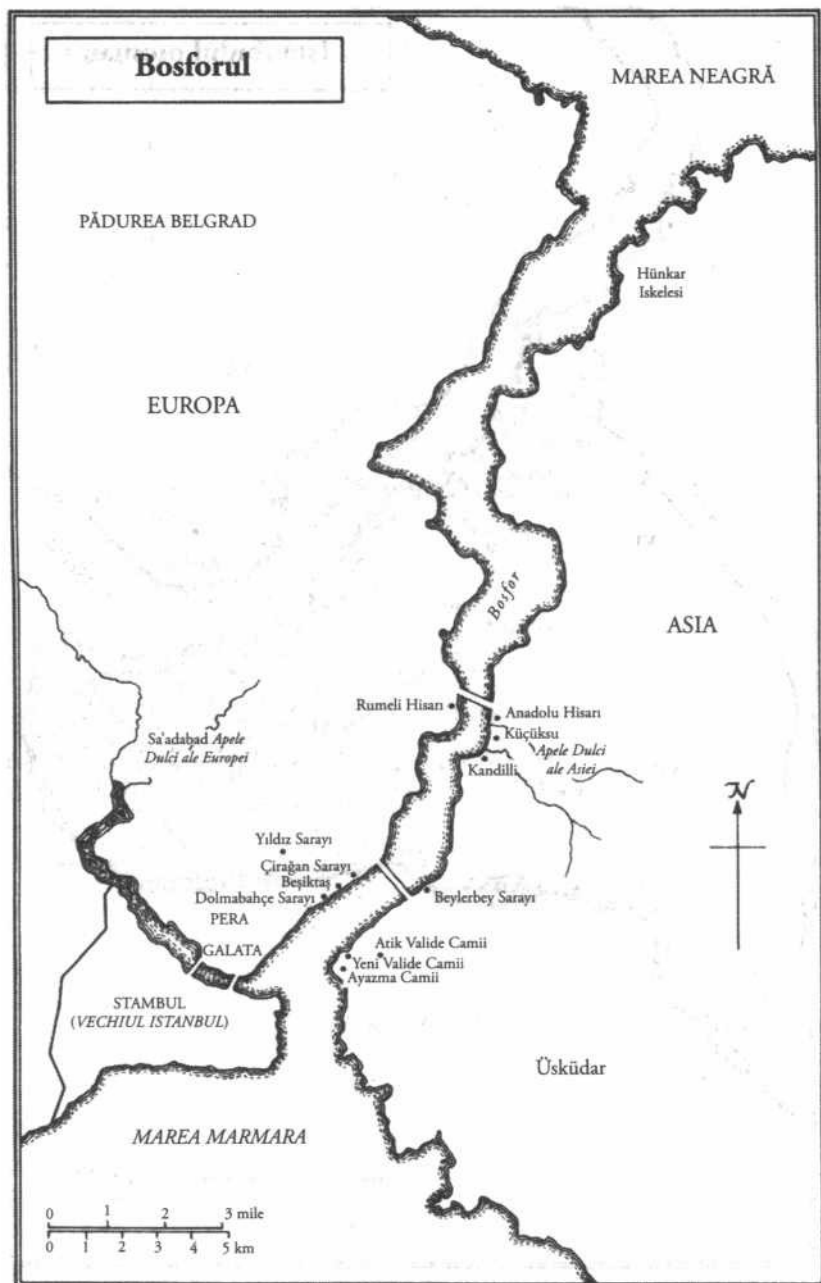 Bosforul
MAREA NEAGRĂ
PĂDUREA BELGRAD
Hünkar
Iskelesi
EUROPA
Bosfor
ASIA
Rumeli Hisarı
Anadolu Hisarı
Küçüksu
Sa'adabad Apele
Dulci ale Europei
Apele Dulci
ale Asiei
Kandilli
N
Yıldız Sarayı
Çirağan Sarayı
Beşiktaş
Dolmabahçe Sarayı
Beylerbey Sarayı
PERA
GALATA
Atik Valide Camii
Yeni Valide Camii
Ayazma Camii
STAMBUL
(VECHIUL ISTANBUL)
Üsküdar
MAREA MARMARA
0 1 2 3 mile
0 1 2 3 4 5 km